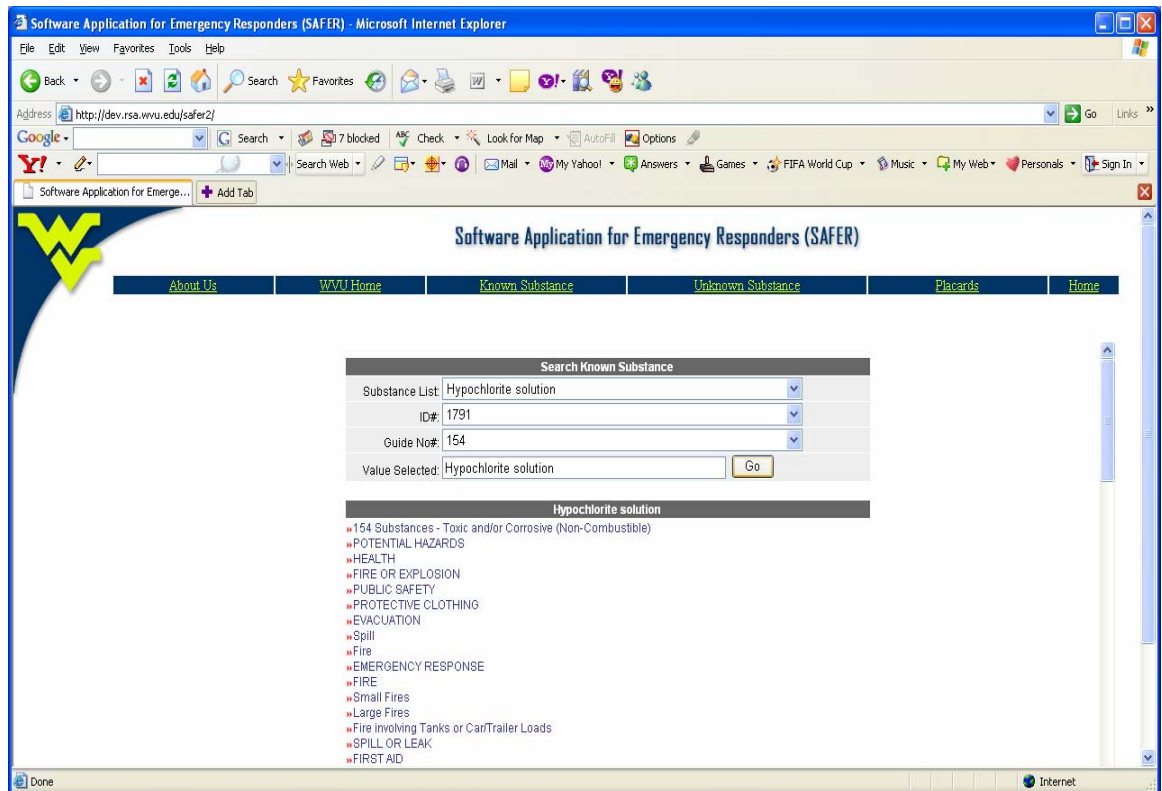 Software Application for Emergency Responders (SAFER) - Microsoft Internet Explorer
File Edit View Favorites Tools Help
Back Search Favorites
Address http://dev.rsa.wvu.edu/safer2/ Go Links »
Google Search 7 blocked ABC Check Look for Map AutoFill Options
Y! Search Web Mail My Yahoo! Answers Games FIFA World Cup Music My Web Personals Sign In
Software Application for Emerge... Add Tab
WV
Software Application for Emergency Responders (SAFER)
About Us WVU Home Known Substance Unknown Substance Placards Home
Search Known Substance
Substance List: Hypochlorite solution
ID#: 1791
Guide No#: 154
Value Selected: Hypochlorite solution Go
Hypochlorite solution
»154 Substances - Toxic and/or Corrosive (Non-Combustible)
»POTENTIAL HAZARDS
»HEALTH
»FIRE OR EXPLOSION
»PUBLIC SAFETY
»PROTECTIVE CLOTHING
»EVACUATION
»Spill
»Fire
»EMERGENCY RESPONSE
»FIRE
»Small Fires
»Large Fires
»Fire involving Tanks or Car/Trailer Loads
»SPILL OR LEAK
»FIRST AID
Done Internet